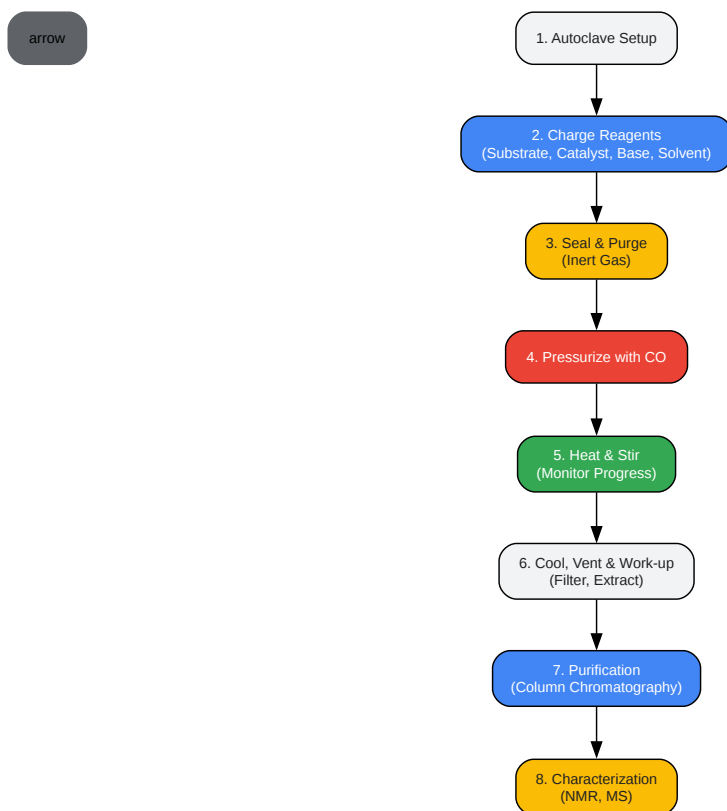 arrow
1. Autoclave Setup
2. Charge Reagents
(Substrate, Catalyst, Base, Solvent)
3. Seal & Purge
(Inert Gas)
4. Pressurize with CO
5. Heat & Stir
(Monitor Progress)
6. Cool, Vent & Work-up
(Filter, Extract)
7. Purification
(Column Chromatography)
8. Characterization
(NMR, MS)